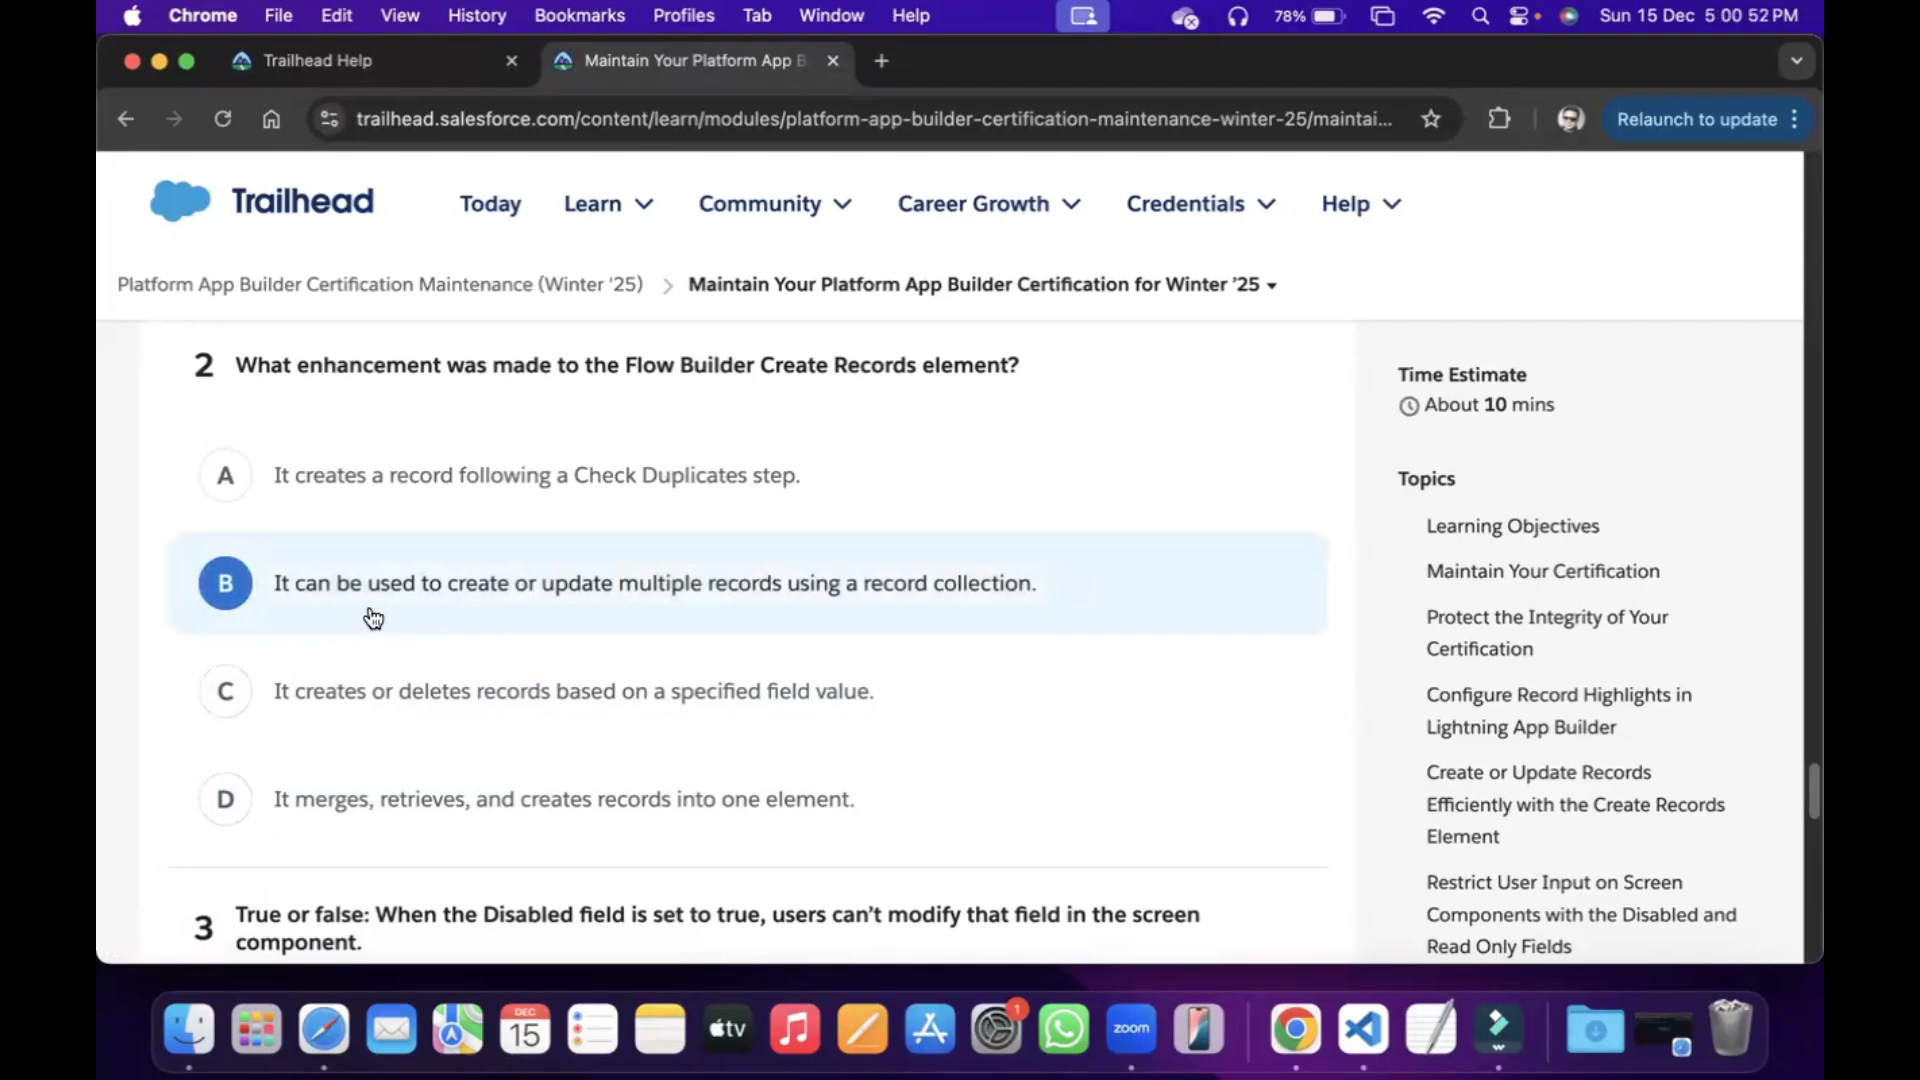 Chrome File Edit View History Bookmarks Profiles Tab Window Help 78% Sun 15 Dec 5 00 52 PM
Trailhead Help
Maintain Your Platform App B
trailhead.salesforce.com/content/learn/modules/platform-app-builder-certification-maintenance-winter-25/maintai...
Relaunch to update
Trailhead
Today Learn Community Career Growth Credentials Help
Platform App Builder Certification Maintenance (Winter '25)
Maintain Your Platform App Builder Certification for Winter '25
2 What enhancement was made to the Flow Builder Create Records element?
A It creates a record following a Check Duplicates step.
B It can be used to create or update multiple records using a record collection.
C It creates or deletes records based on a specified field value.
D It merges, retrieves, and creates records into one element.
3 True or false: When the Disabled field is set to true, users can't modify that field in the screen
component.
Time Estimate
About 10 mins
Topics
Learning Objectives
Maintain Your Certification
Protect the Integrity of Your
Certification
Configure Record Highlights in
Lightning App Builder
Create or Update Records
Efficiently with the Create Records
Element
Restrict User Input on Screen
Components with the Disabled and
Read Only Fields
DEC
15
tv
1
zoom